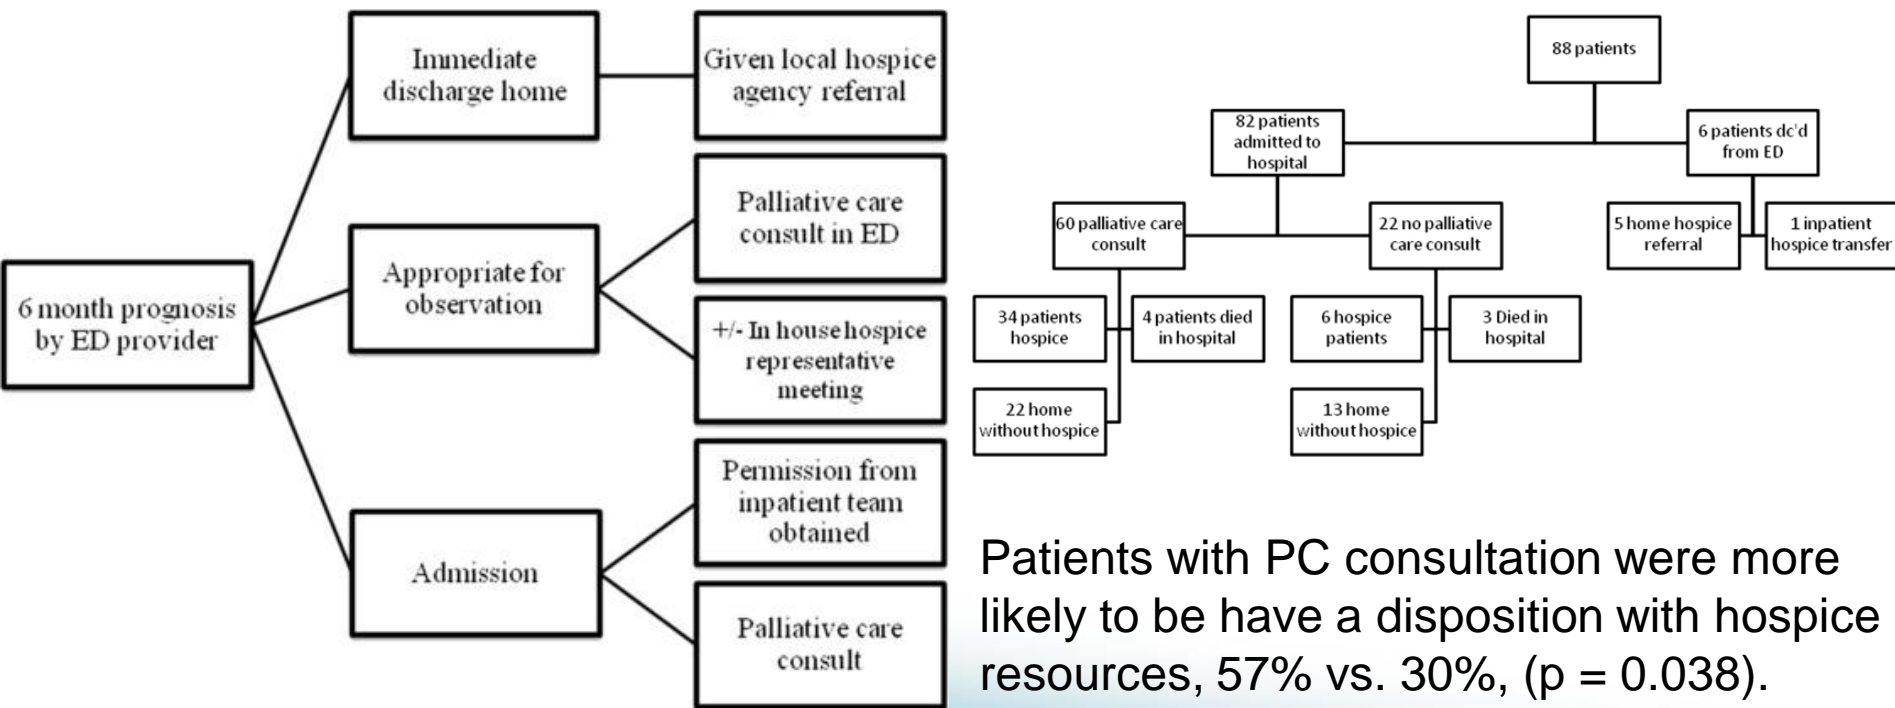 6 month prognosis
by ED provider
Immediate
discharge home
Given local hospice
agency referral
Appropriate for
observation
Palliative care
consult in ED
+/- In house hospice
representative
meeting
Admission
Permission from
inpatient team
obtained
Palliative care
consult
88 patients
82 patients
admitted to
hospital
6 patients dc'd
from ED
60 palliative care
consult
22 no palliative
care consult
5 home hospice
referral
1 inpatient
hospice transfer
34 patients
hospice
4 patients died
in hospital
6 hospice
patients
3 Died in
hospital
22 home
without hospice
13 home
without hospice
Patients with PC consultation were more
likely to be have a disposition with hospice
resources, 57% vs. 30%, (p = 0.038).